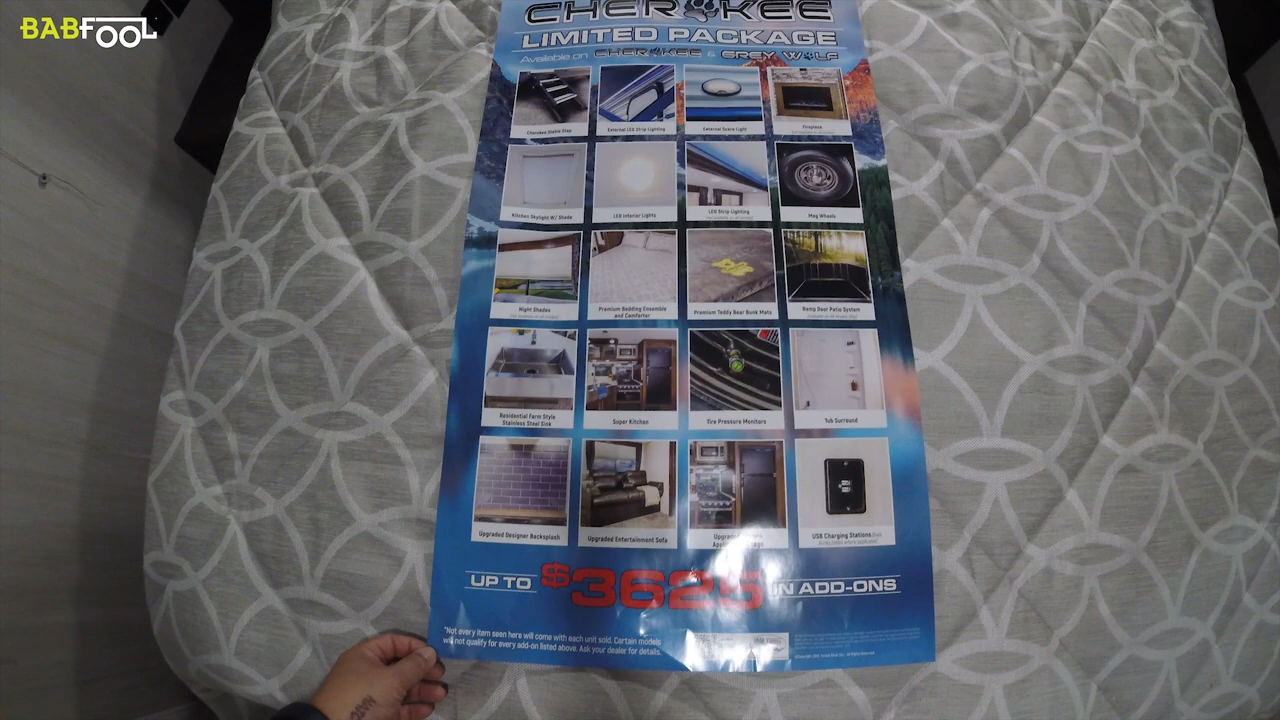 BABFOOL
CHEROKEE
LIMITED PACKAGE
Available on CHEROKEE & GREY WOLF
Cherokee Stable Step
External LED Strip Lighting
External Space Light
Fireplace
Kitchen Skylight W/ Shade
LED Interior Lights
LED Strip Lighting
Mag Wheels
Night Shades
Premium Bedding Ensemble
and Comforter
Premium Teddy Bear Bunk Mats
Ramp Door Patio System
Residential Farm Style
Stainless Steel Sink
Super Kitchen
Tire Pressure Monitors
Tub Surround
Upgraded Designer Backsplash
Upgraded Entertainment Sofa
USB Charging Stations
UP TO $3625 IN ADD-ONS
*Not every item seen here will come with each unit sold. Certain models
will not qualify for every add-on listed above. Ask your dealer for details.